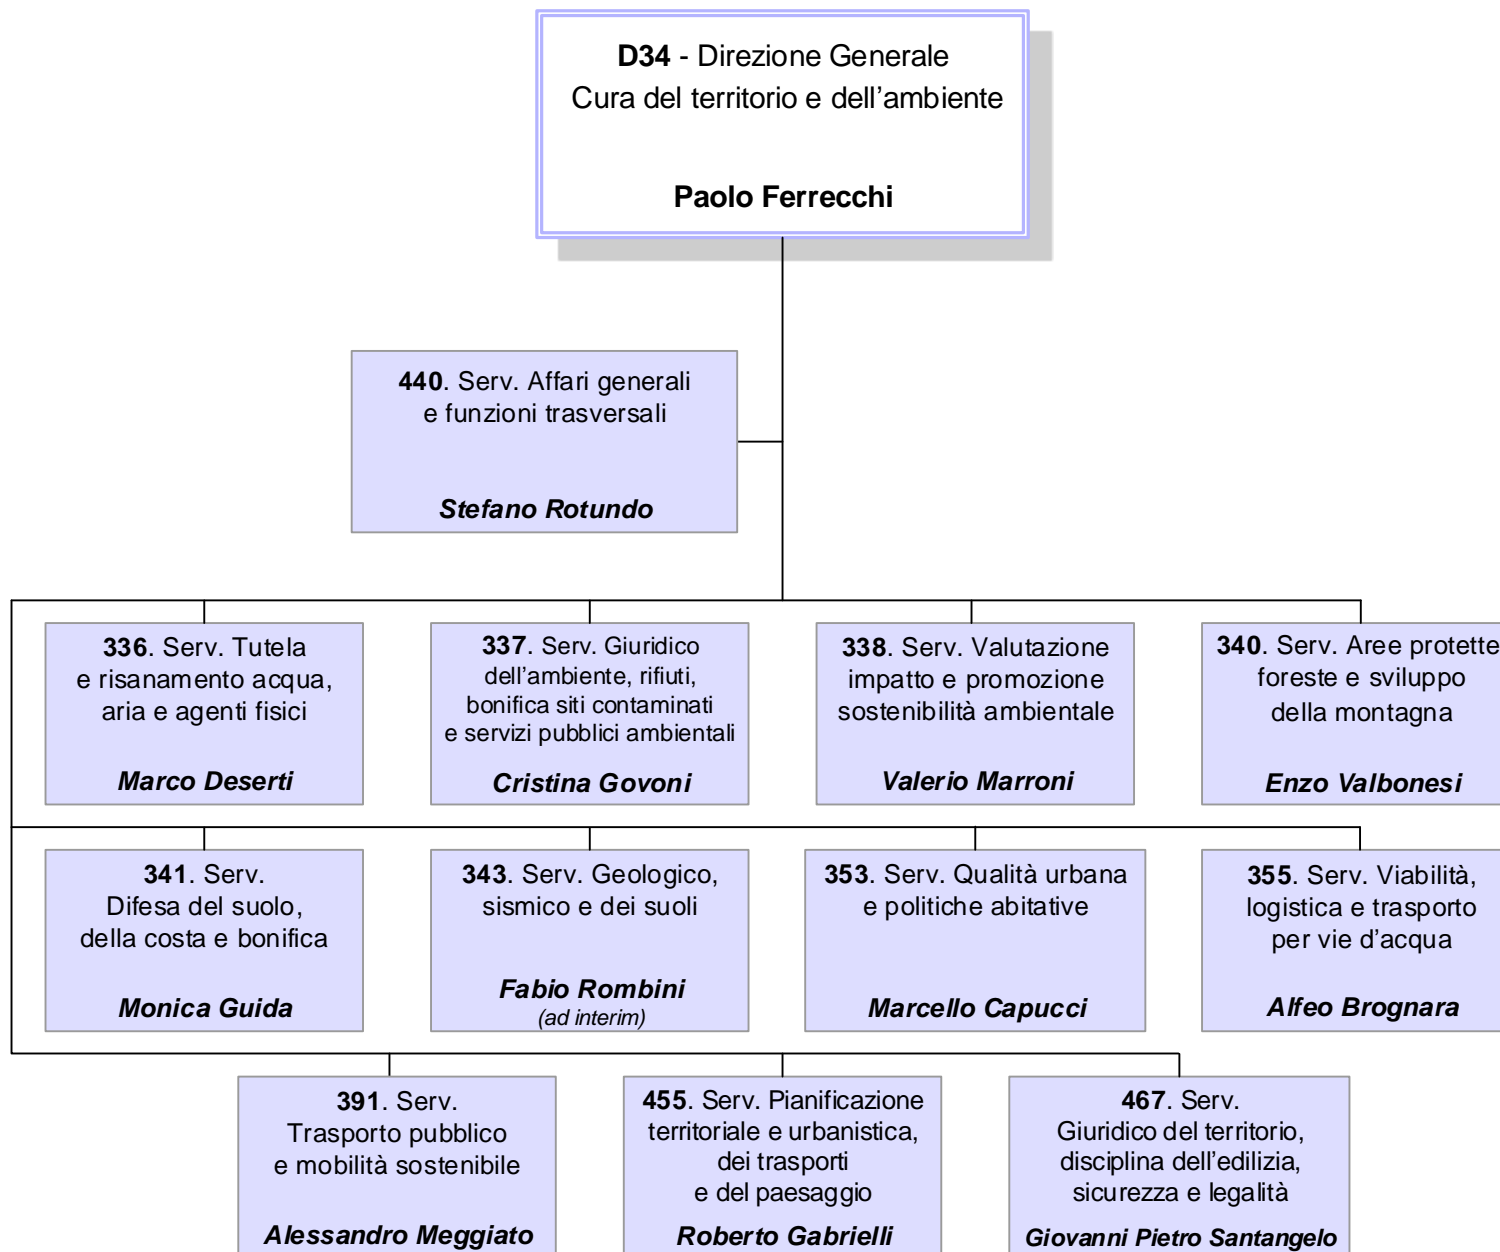 D34 - Direzione Generale
Cura del territorio e dell’ambiente
Paolo Ferrecchi
440. Serv. Affari generali
e funzioni trasversali
Stefano Rotundo
336. Serv. Tutela
e risanamento acqua,
aria e agenti fisici
Marco Deserti
337. Serv. Giuridico
dell’ambiente, rifiuti,
bonifica siti contaminati
e servizi pubblici ambientali
Cristina Govoni
338. Serv. Valutazione
impatto e promozione
sostenibilità ambientale
Valerio Marroni
340. Serv. Aree protette
foreste e sviluppo
della montagna
Enzo Valbonesi
341. Serv.
Difesa del suolo,
della costa e bonifica
Monica Guida
343. Serv. Geologico,
sismico e dei suoli
Fabio Rombini
(ad interim)
353. Serv. Qualità urbana
e politiche abitative
Marcello Capucci
355. Serv. Viabilità,
logistica e trasporto
per vie d’acqua
Alfeo Brognara
391. Serv.
Trasporto pubblico
e mobilità sostenibile
Alessandro Meggiato
455. Serv. Pianificazione
territoriale e urbanistica,
dei trasporti
e del paesaggio
Roberto Gabrielli
467. Serv.
Giuridico del territorio,
disciplina dell’edilizia,
sicurezza e legalità
Giovanni Pietro Santangelo